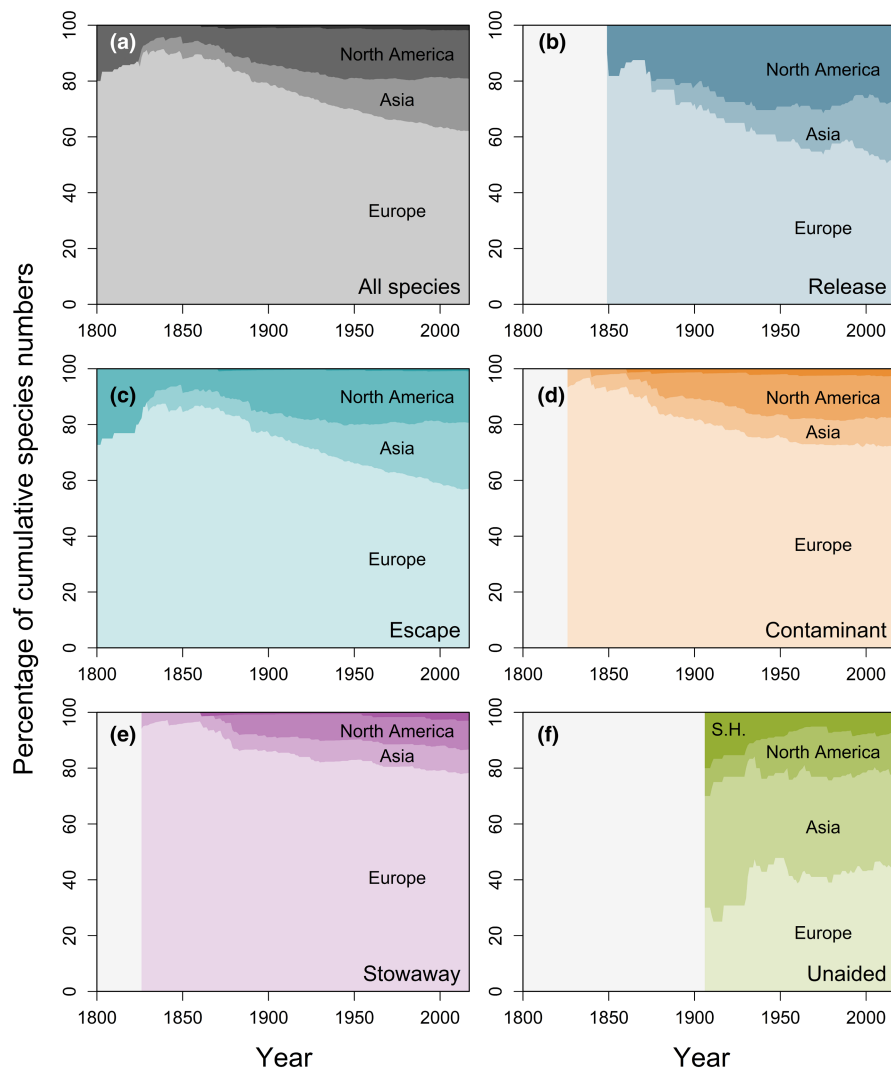 Percentage of cumulative species numbers
(a)
North America
Asia
Europe
All species
0 20 40 60 80 100
1800 1850 1900 1950 2000
(b)
North America
Asia
Europe
Release
0 20 40 60 80 100
1800 1850 1900 1950 2000
(c)
North America
Asia
Europe
Escape
0 20 40 60 80 100
1800 1850 1900 1950 2000
(d)
North America
Asia
Europe
Contaminant
0 20 40 60 80 100
1800 1850 1900 1950 2000
(e)
North America
Asia
Europe
Stowaway
0 20 40 60 80 100
1800 1850 1900 1950 2000
Year
(f)
S.H.
North America
Asia
Europe
Unaided
0 20 40 60 80 100
1800 1850 1900 1950 2000
Year